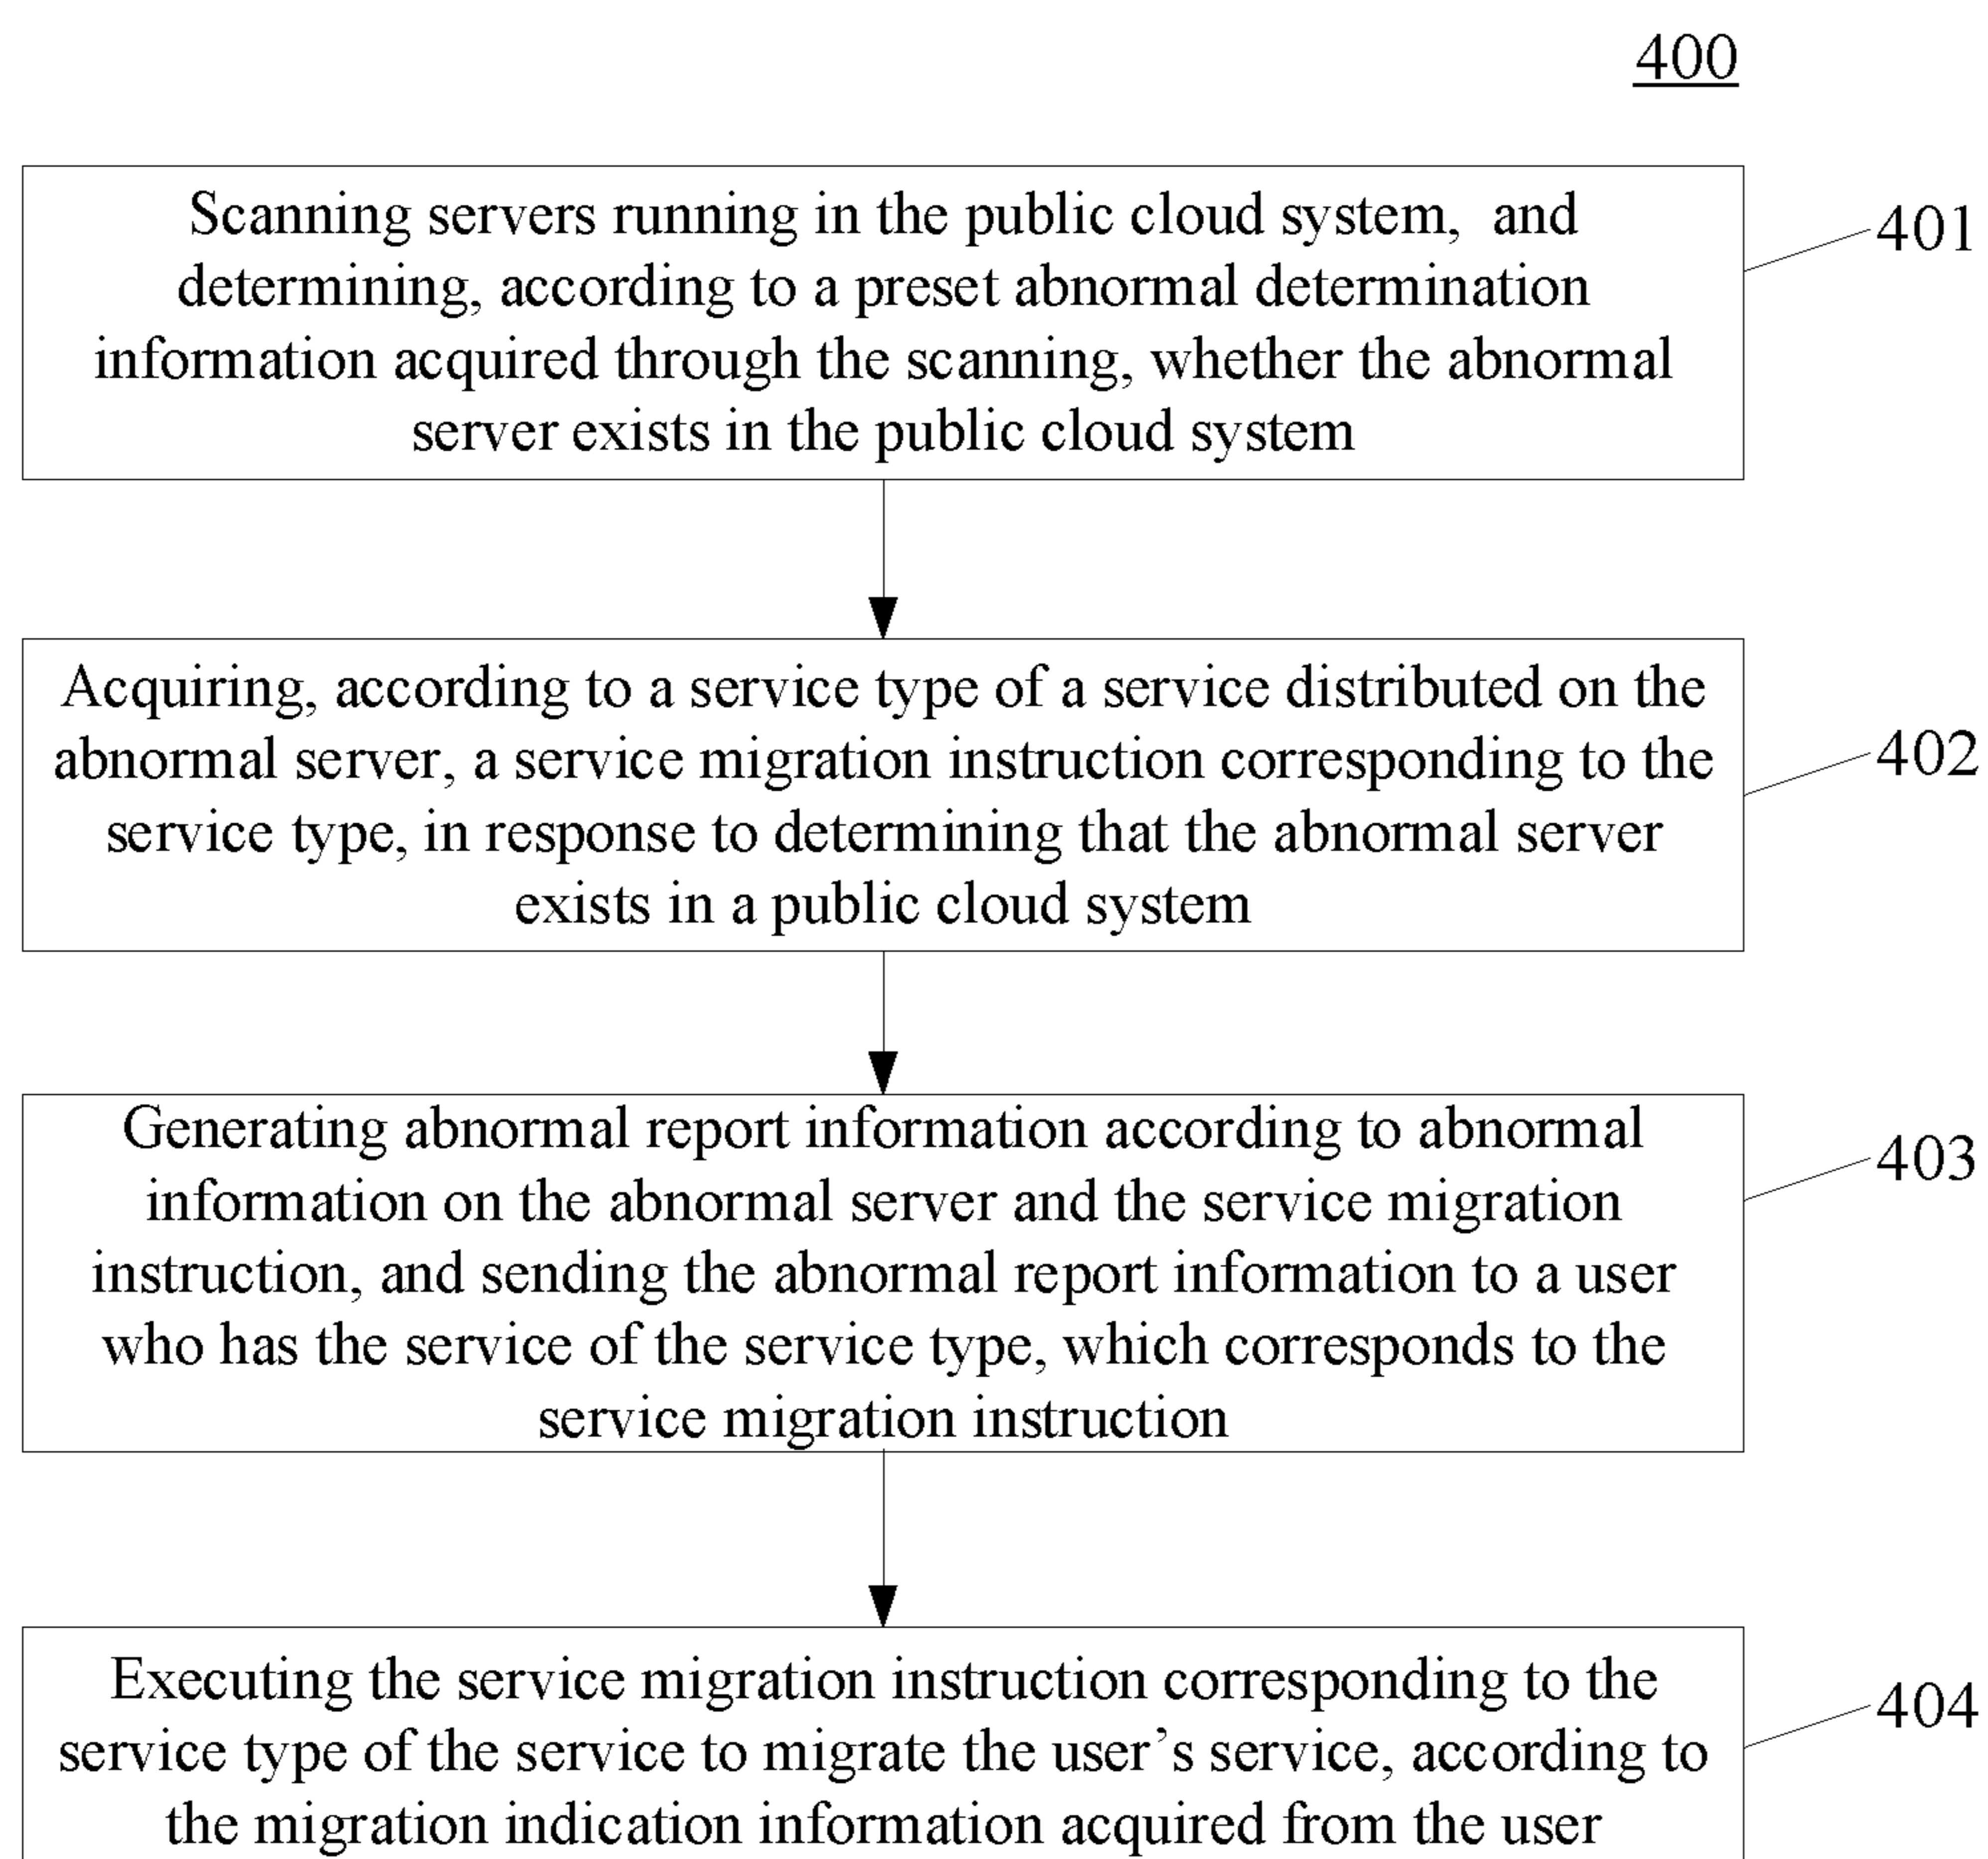 400
Scanning servers running in the public cloud system, and
determining, according to a preset abnormal determination
information acquired through the scanning, whether the abnormal
server exists in the public cloud system
401
Acquiring, according to a service type of a service distributed on the
abnormal server, a service migration instruction corresponding to the
service type, in response to determining that the abnormal server
exists in a public cloud system
402
Generating abnormal report information according to abnormal
information on the abnormal server and the service migration
instruction, and sending the abnormal report information to a user
who has the service of the service type, which corresponds to the
service migration instruction
403
Executing the service migration instruction corresponding to the
service type of the service to migrate the user’s service, according to
the migration indication information acquired from the user
404